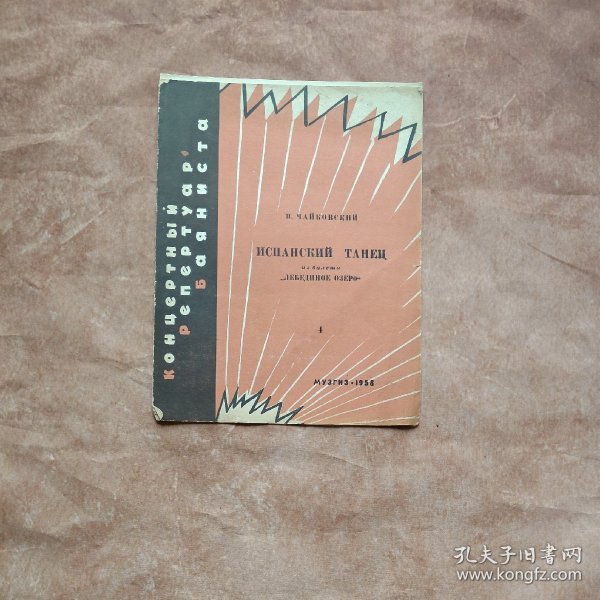 Концертный
репертуар
баяниста
П. ЧАЙКОВСКИЙ
ИСПАНСКИЙ ТАНЕЦ
из балета
„ЛЕБЕДИНОЕ ОЗЕРО“
4
МУЗГИЗ • 1958
孔夫子旧书网
www.kongfz.com